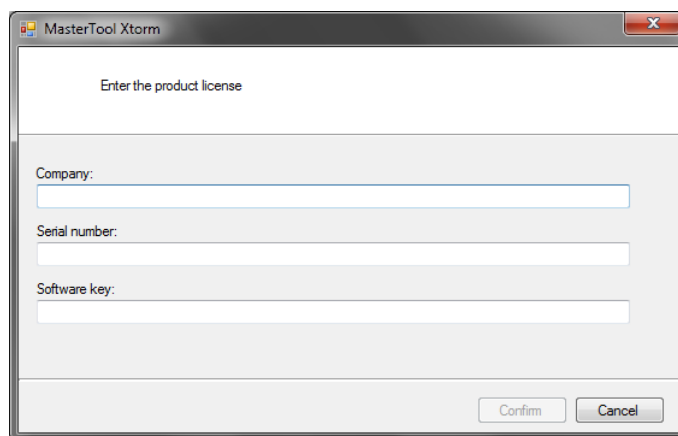 MasterTool Xtorm
Enter the product license
Company:
Serial number:
Software key:
Confirm Cancel